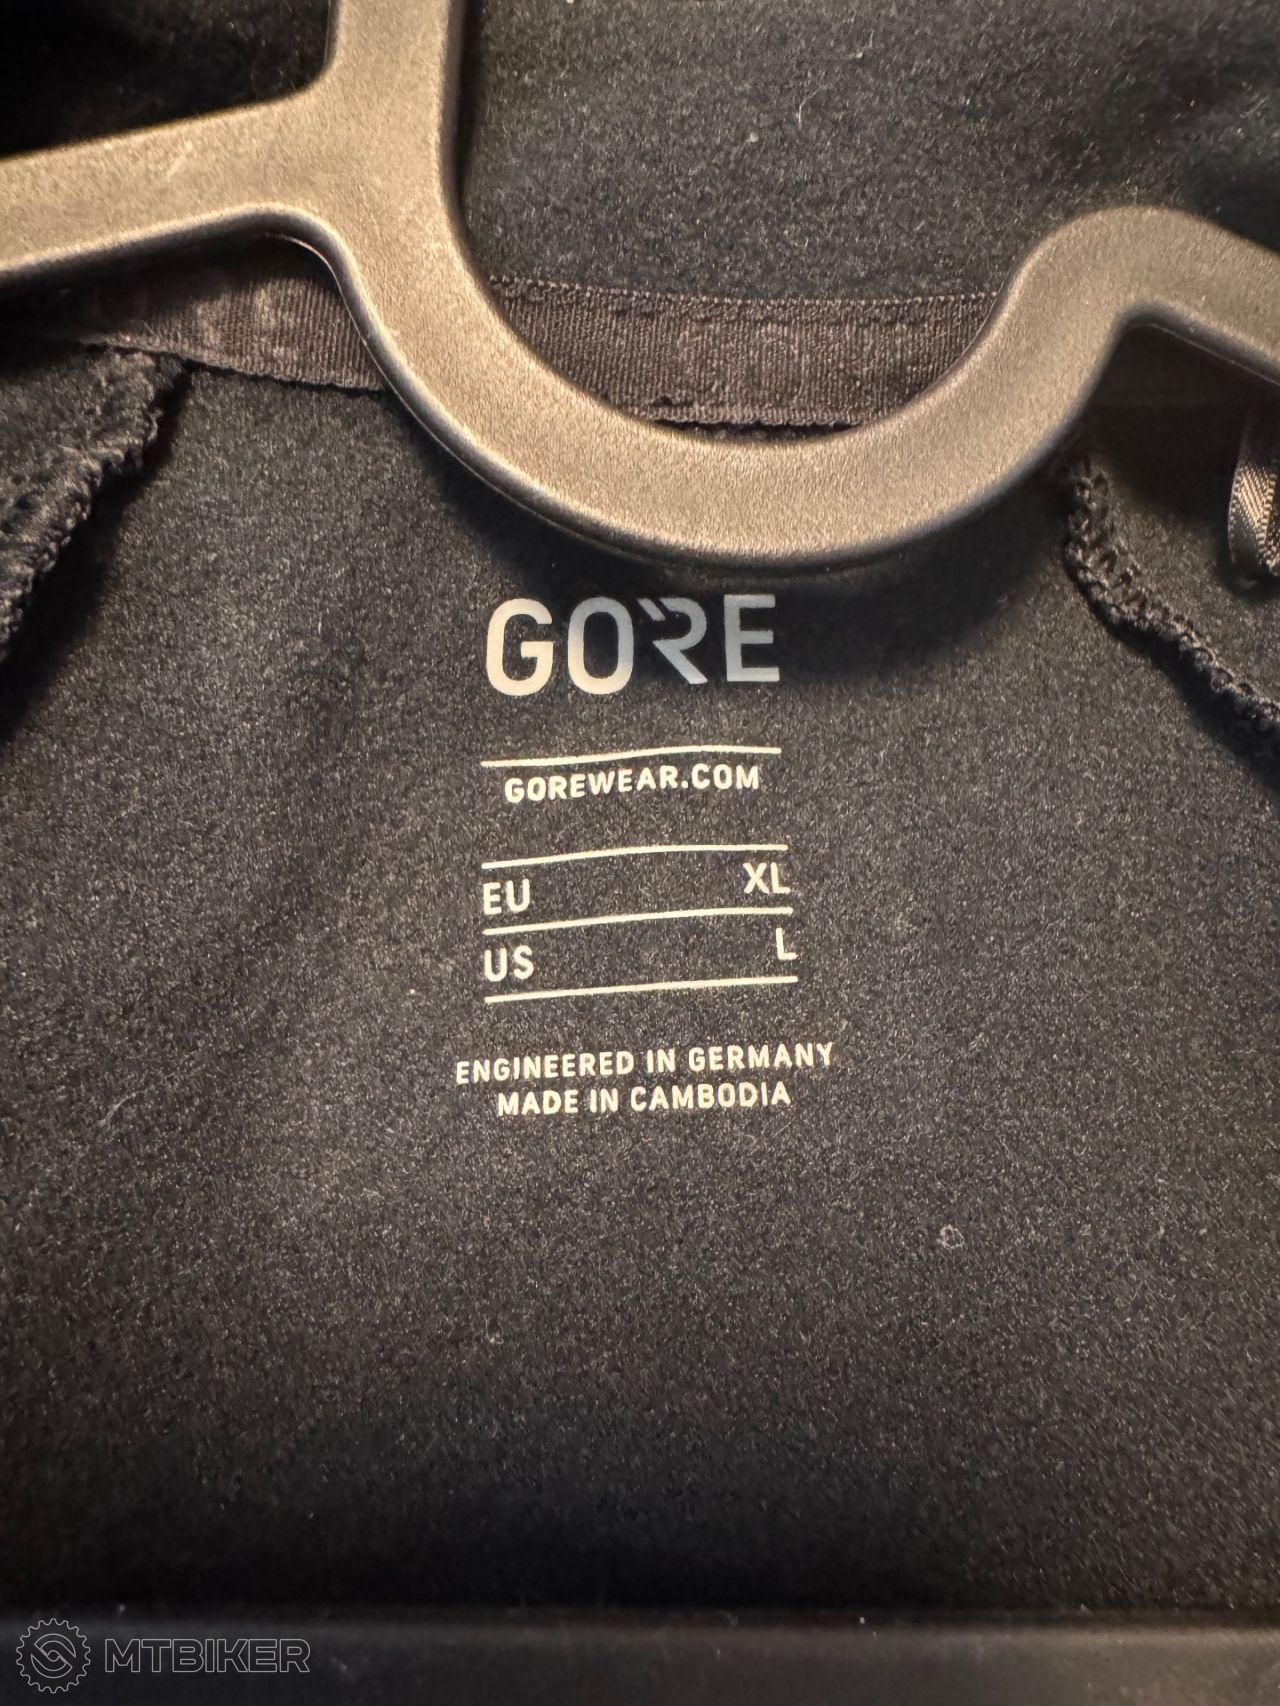 GORE
GOREWEAR.COM
EU XL
US L
ENGINEERED IN GERMANY
MADE IN CAMBODIA
MTBIKER